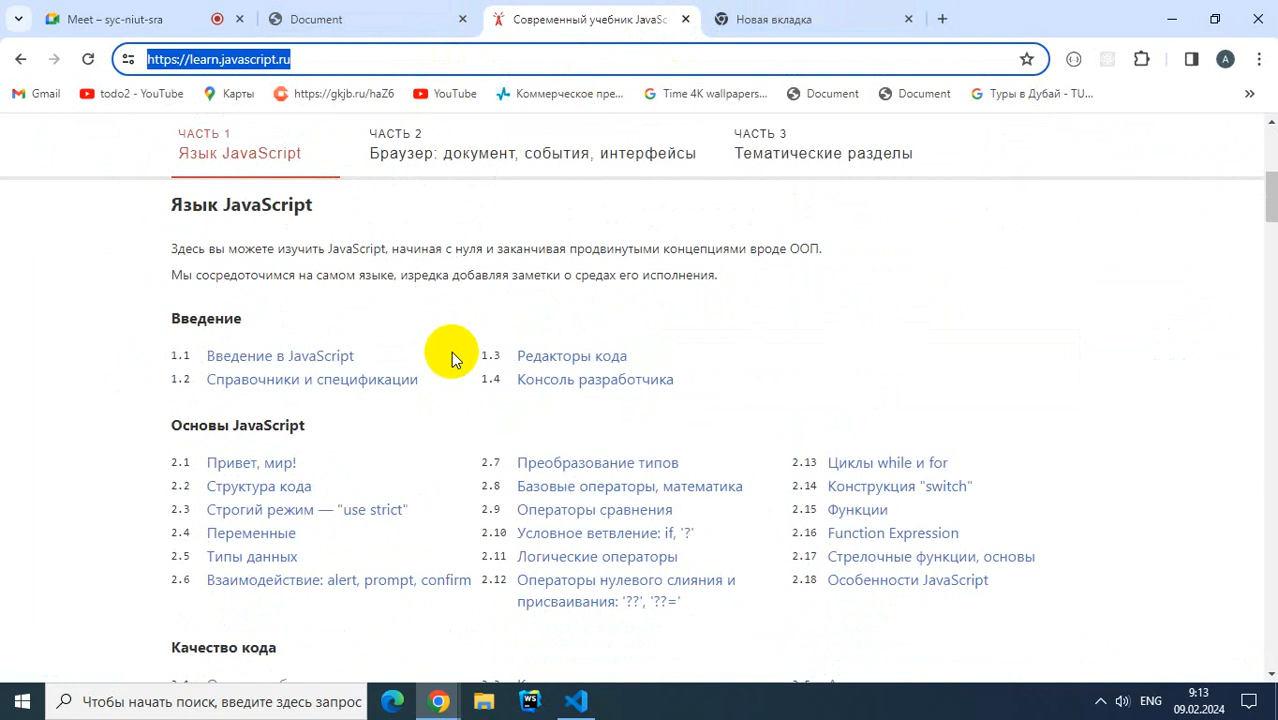 Meet – syc-niut-sra
Document
Современный учебник JavaSc
Новая вкладка
https://learn.javascript.ru
A
Gmail
todo2 - YouTube
Карты
https://gkjb.ru/haZ6
YouTube
Коммерческое пре...
Time 4K wallpapers...
Document
Document
Туры в Дубай - TU...
ЧАСТЬ 1
Язык JavaScript
ЧАСТЬ 2
Браузер: документ, события, интерфейсы
ЧАСТЬ 3
Тематические разделы
Язык JavaScript
Здесь вы можете изучить JavaScript, начиная с нуля и заканчивая продвинутыми концепциями вроде ООП.
Мы сосредоточимся на самом языке, изредка добавляя заметки о средах его исполнения.
Введение
1.1 Введение в JavaScript
1.2 Справочники и спецификации
1.3 Редакторы кода
1.4 Консоль разработчика
Основы JavaScript
2.1 Привет, мир!
2.2 Структура кода
2.3 Строгий режим — "use strict"
2.4 Переменные
2.5 Типы данных
2.6 Взаимодействие: alert, prompt, confirm
2.7 Преобразование типов
2.8 Базовые операторы, математика
2.9 Операторы сравнения
2.10 Условное ветвление: if, '?'
2.11 Логические операторы
2.12 Операторы нулевого слияния и
присваивания: '??', '??='
2.13 Циклы while и for
2.14 Конструкция "switch"
2.15 Функции
2.16 Function Expression
2.17 Стрелочные функции, основы
2.18 Особенности JavaScript
Качество кода
Чтобы начать поиск, введите здесь запрос
WS
ENG
9:13
09.02.2024